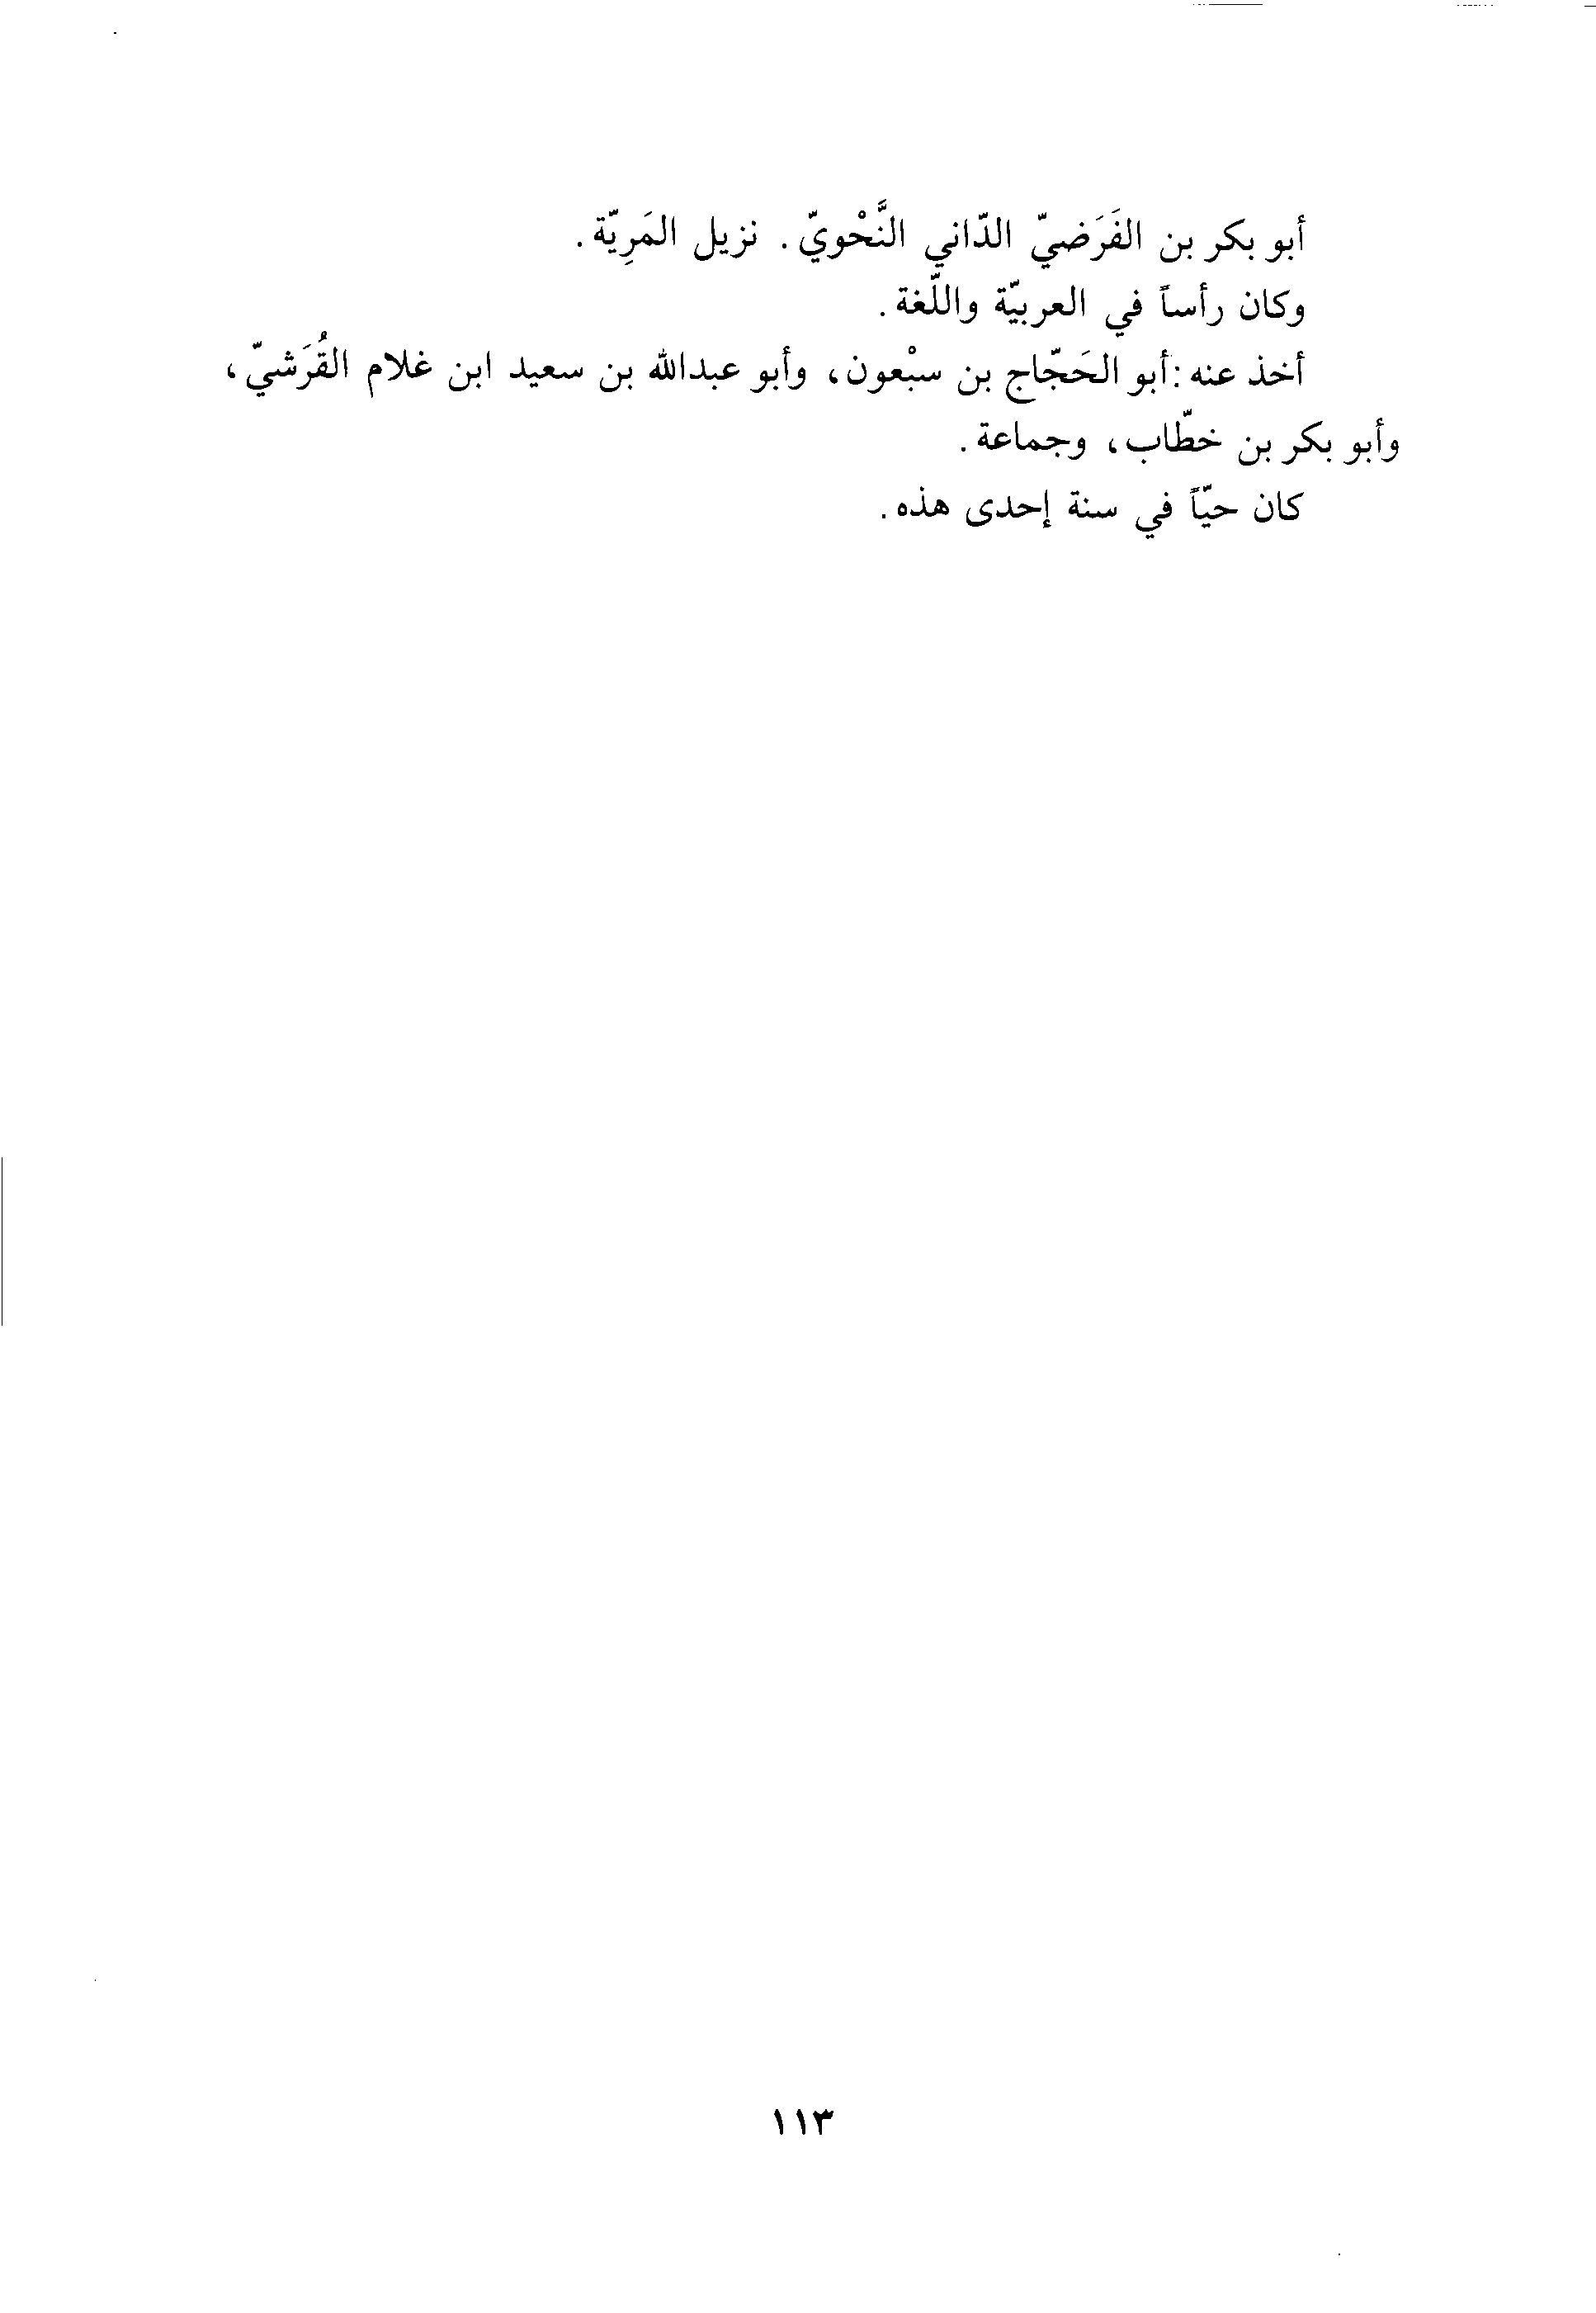 أبو بكر بن الفَرَضيّ الدّاني النَّحْويّ. نزيل المَرِيّة.
وكان رأساً في العربيّة واللّغة.
أخذ عنه: أبو الحَجّاج بن سبْعون، وأبو عبدالله بن سعيد ابن غلام القُرَشيّ،
وأبو بكر بن خطّاب، وجماعة.
كان حيّاً في سنة إحدى هذه.
١١٣